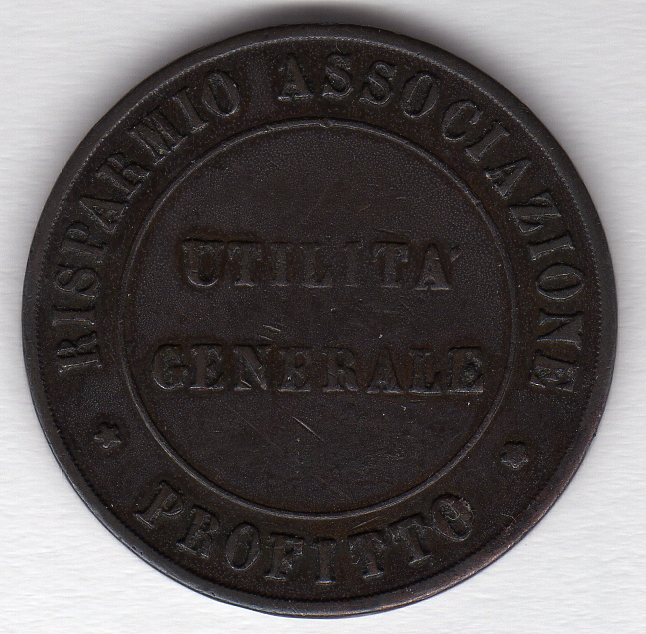 RISPARMIO ASSOCIAZIONE
UTILITA'
GENERALE
PROFITTO